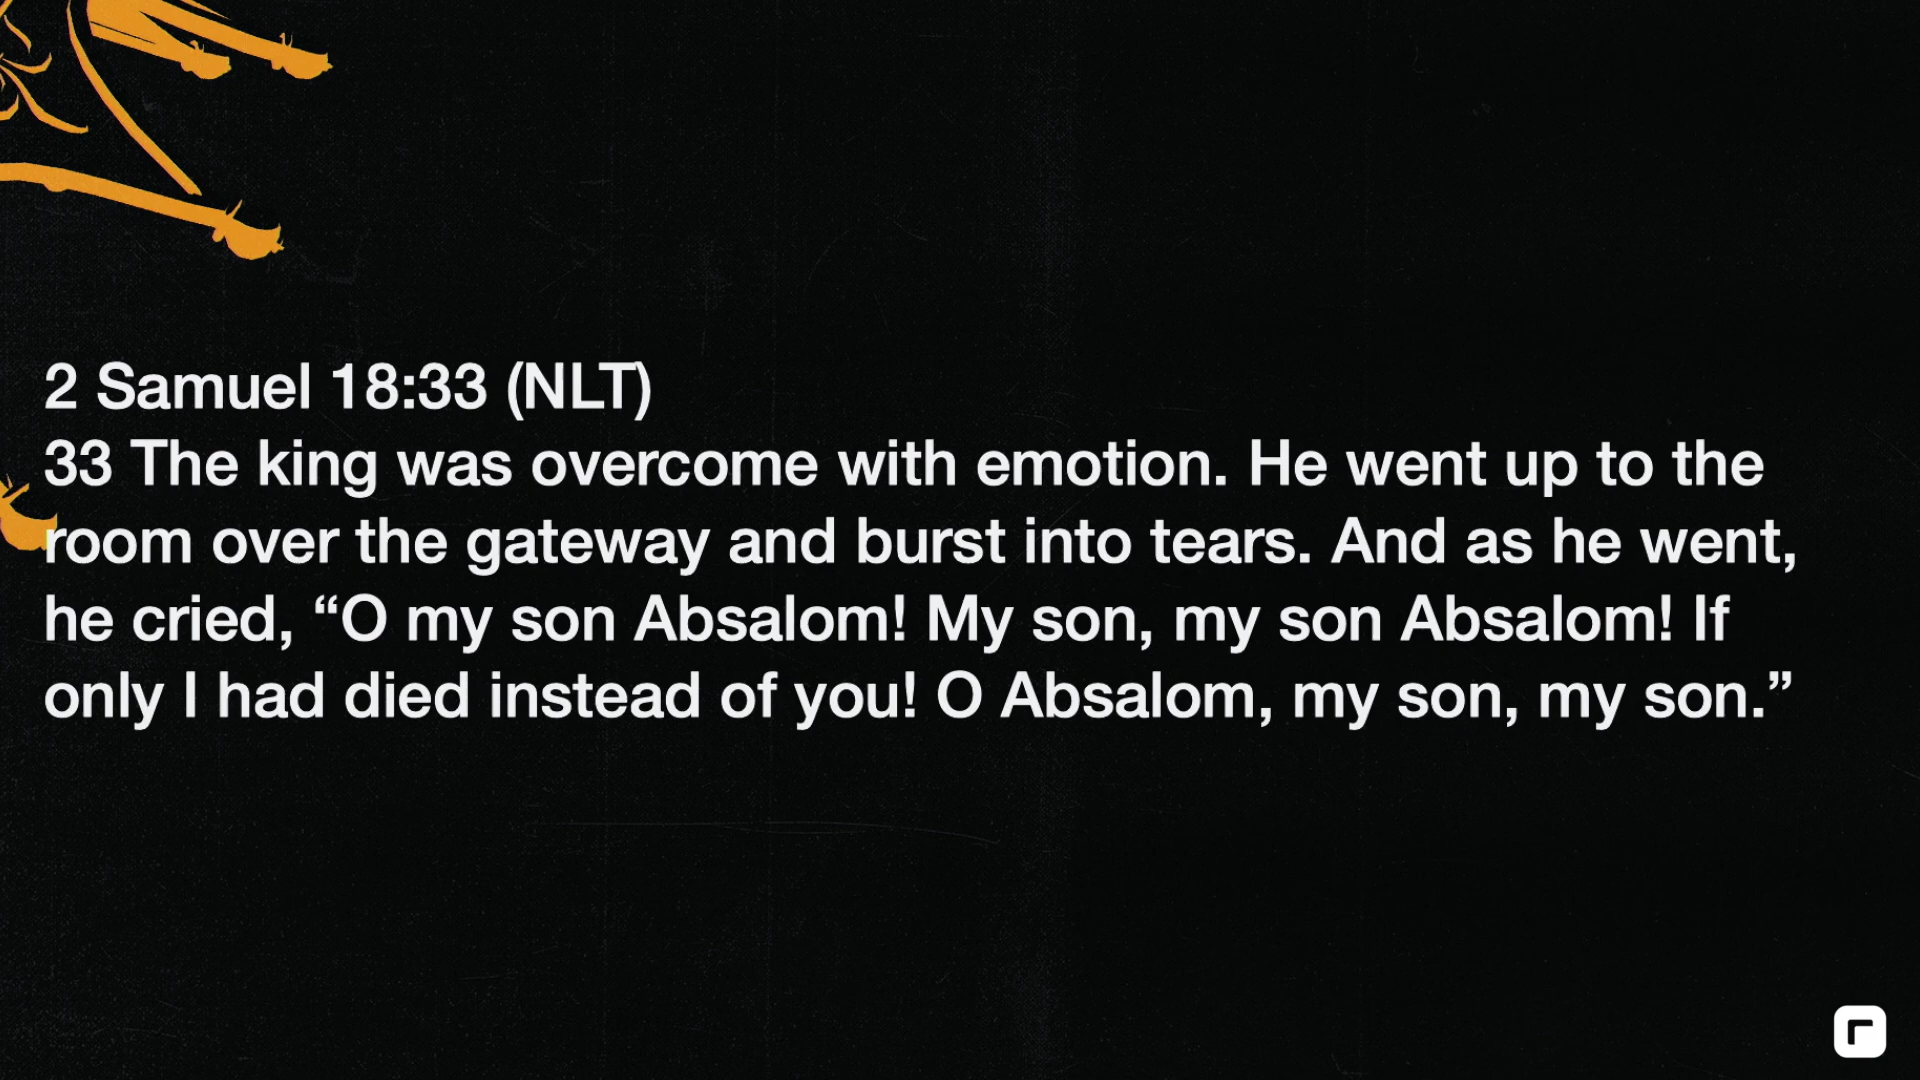 2 Samuel 18:33 (NLT)
33 The king was overcome with emotion. He went up to the
room over the gateway and burst into tears. And as he went,
he cried, “O my son Absalom! My son, my son Absalom! If
only I had died instead of you! O Absalom, my son, my son.”